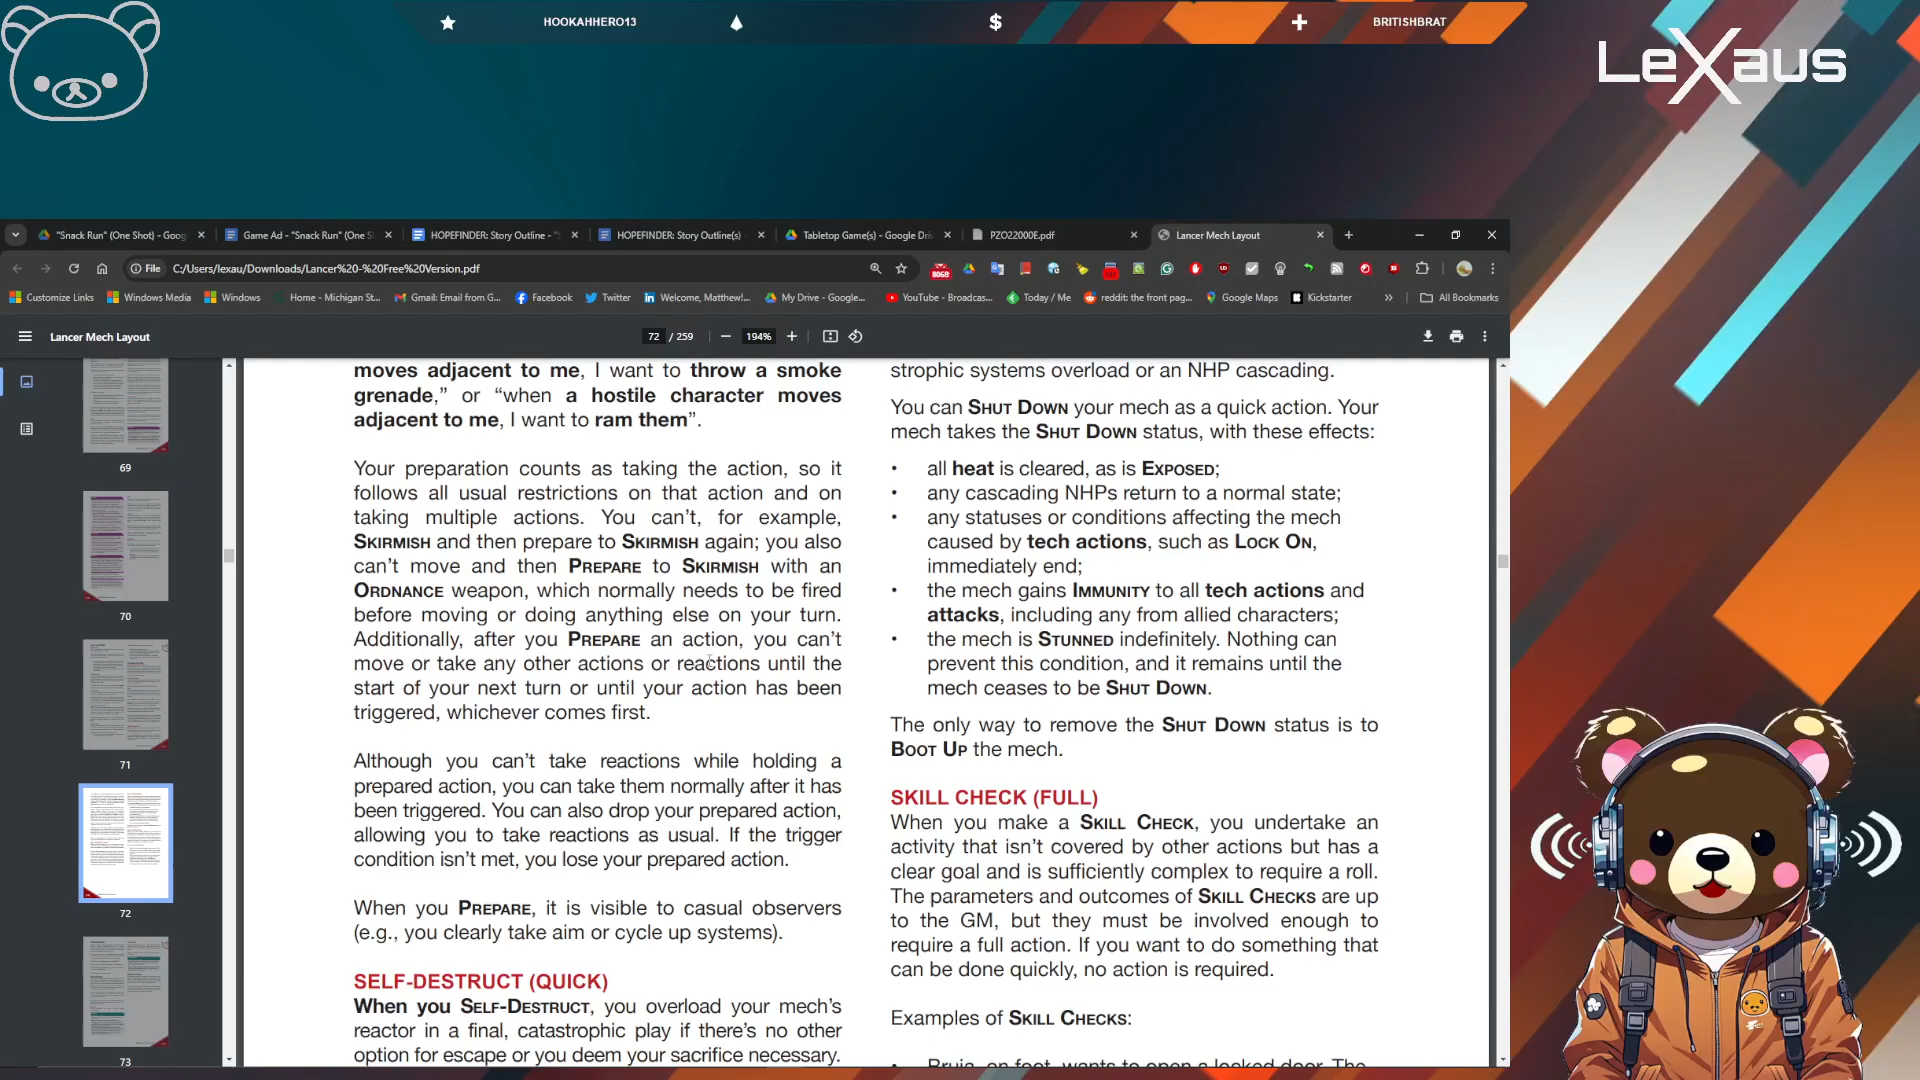 HOOKAHHERO13
$
BRITISHBRAT
LeXaus
"Snack Run" (One Shot) - Goog
Game Ad - "Snack Run" (One S
HOPEFINDER: Story Outline - "S
HOPEFINDER: Story Outline(s)
Tabletop Game(s) - Google Driv
PZO22000E.pdf
Lancer Mech Layout
File
C:/Users/lexau/Downloads/Lancer%20-%20Free%20Version.pdf
Customize Links
Windows Media
Windows
Home - Michigan St...
Gmail: Email from G...
Facebook
Twitter
Welcome, Matthew!...
My Drive - Google...
YouTube - Broadcas...
Today / Me
reddit: the front pag...
Google Maps
Kickstarter
»
All Bookmarks
Lancer Mech Layout
72 / 259
194%
69
70
71
72
73
moves adjacent to me, I want to throw a smoke
grenade,” or “when a hostile character moves
adjacent to me, I want to ram them”.
Your preparation counts as taking the action, so it
follows all usual restrictions on that action and on
taking multiple actions. You can’t, for example,
SKIRMISH and then prepare to SKIRMISH again; you also
can’t move and then PREPARE to SKIRMISH with an
ORDNANCE weapon, which normally needs to be fired
before moving or doing anything else on your turn.
Additionally, after you PREPARE an action, you can’t
move or take any other actions or reactions until the
start of your next turn or until your action has been
triggered, whichever comes first.
Although you can’t take reactions while holding a
prepared action, you can take them normally after it has
been triggered. You can also drop your prepared action,
allowing you to take reactions as usual. If the trigger
condition isn’t met, you lose your prepared action.
When you PREPARE, it is visible to casual observers
(e.g., you clearly take aim or cycle up systems).
SELF-DESTRUCT (QUICK)
When you SELF-DESTRUCT, you overload your mech’s
reactor in a final, catastrophic play if there’s no other
option for escape or you deem your sacrifice necessary.
strophic systems overload or an NHP cascading.
You can SHUT DOWN your mech as a quick action. Your
mech takes the SHUT DOWN status, with these effects:
• all heat is cleared, as is EXPOSED;
• any cascading NHPs return to a normal state;
• any statuses or conditions affecting the mech
caused by tech actions, such as LOCK ON,
immediately end;
• the mech gains IMMUNITY to all tech actions and
attacks, including any from allied characters;
• the mech is STUNNED indefinitely. Nothing can
prevent this condition, and it remains until the
mech ceases to be SHUT DOWN.
The only way to remove the SHUT DOWN status is to
BOOT UP the mech.
SKILL CHECK (FULL)
When you make a SKILL CHECK, you undertake an
activity that isn’t covered by other actions but has a
clear goal and is sufficiently complex to require a roll.
The parameters and outcomes of SKILL CHECKS are up
to the GM, but they must be involved enough to
require a full action. If you want to do something that
can be done quickly, no action is required.
Examples of SKILL CHECKS:
• Bruja, on foot, wants to open a locked door. The